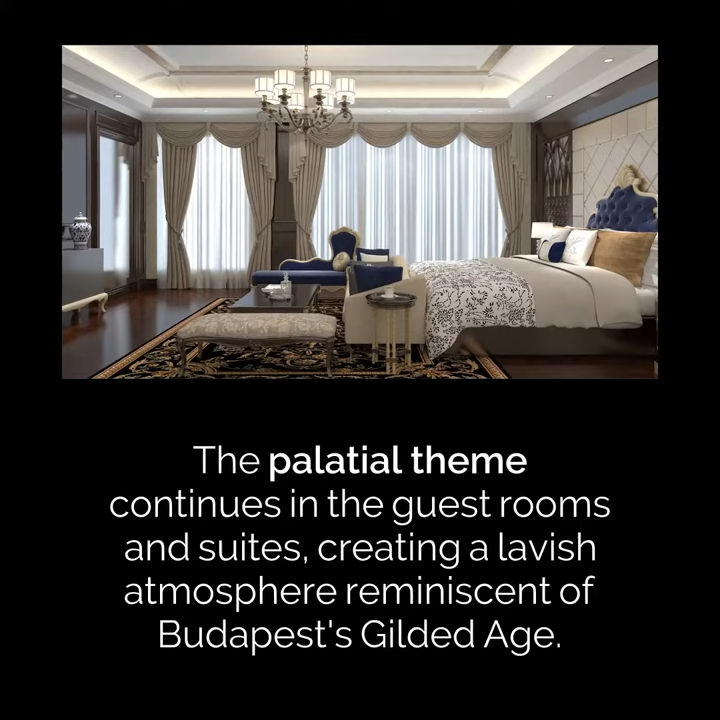 The palatial theme
continues in the guest rooms
and suites, creating a lavish
atmosphere reminiscent of
Budapest's Gilded Age.